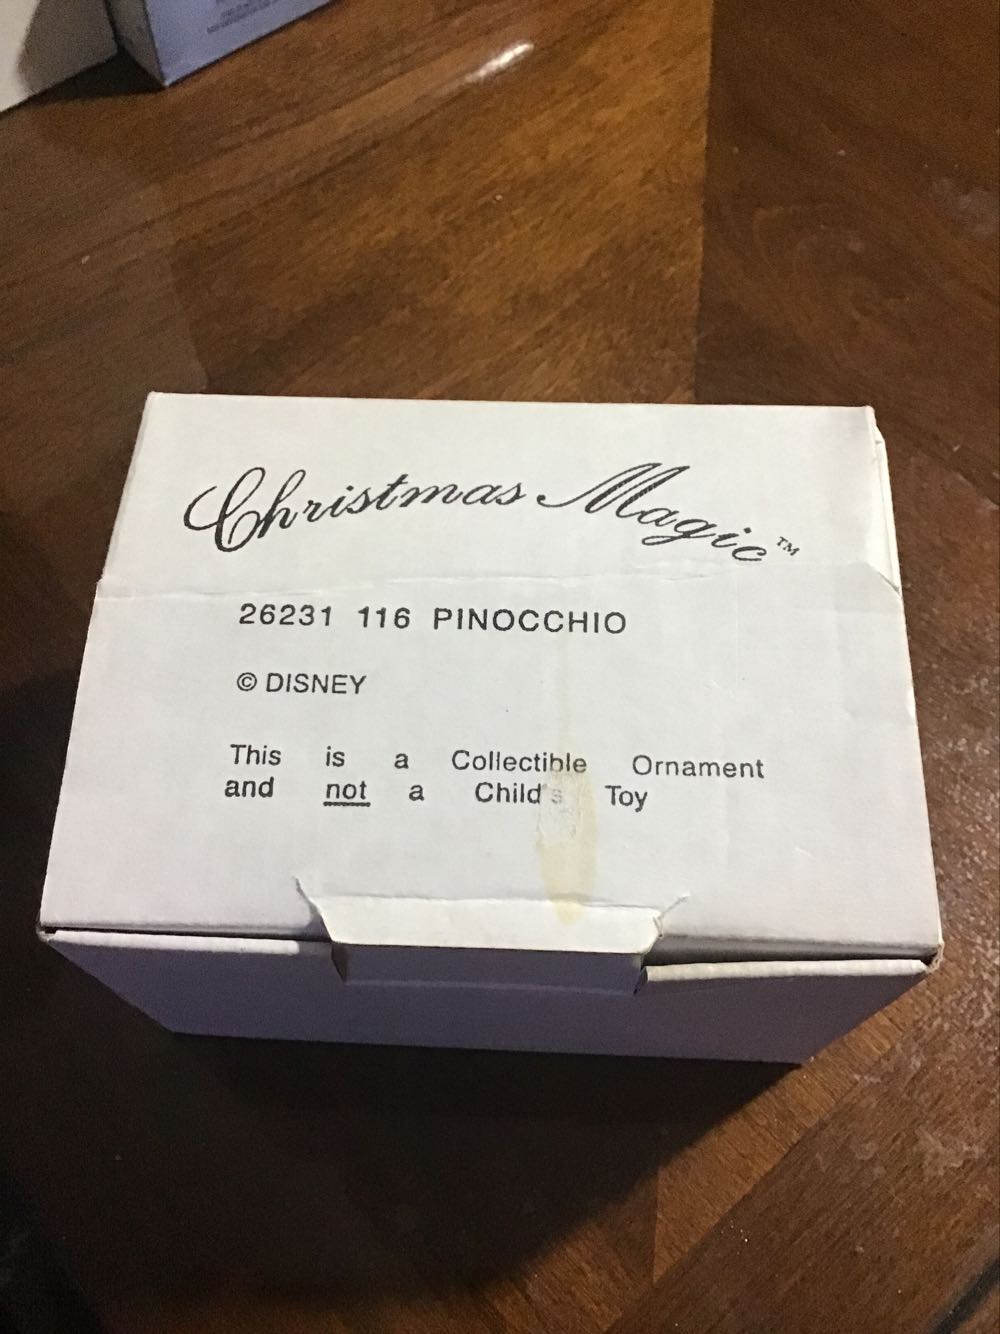 Christmas Magic™
26231 116 PINOCCHIO
© DISNEY
This is a Collectible Ornament
and not a Child's Toy